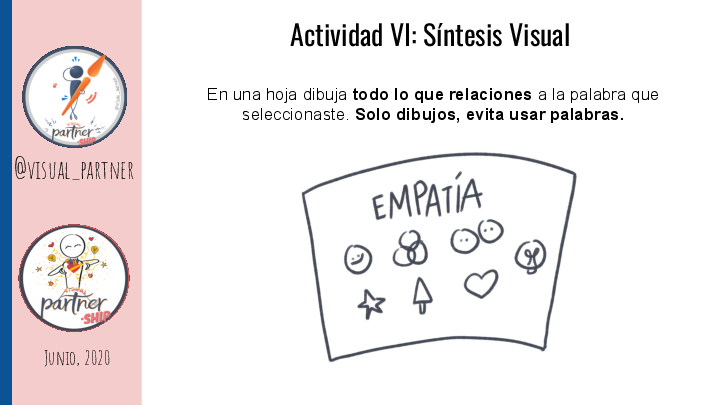 Actividad VI: Síntesis Visual
En una hoja dibuja todo lo que relaciones a la palabra que
seleccionaste. Solo dibujos, evita usar palabras.
EMPATÍA
partner
SHIP
@VISUAL_PARTNER
VISUAL
partner
·SHIP
JUNIO, 2020